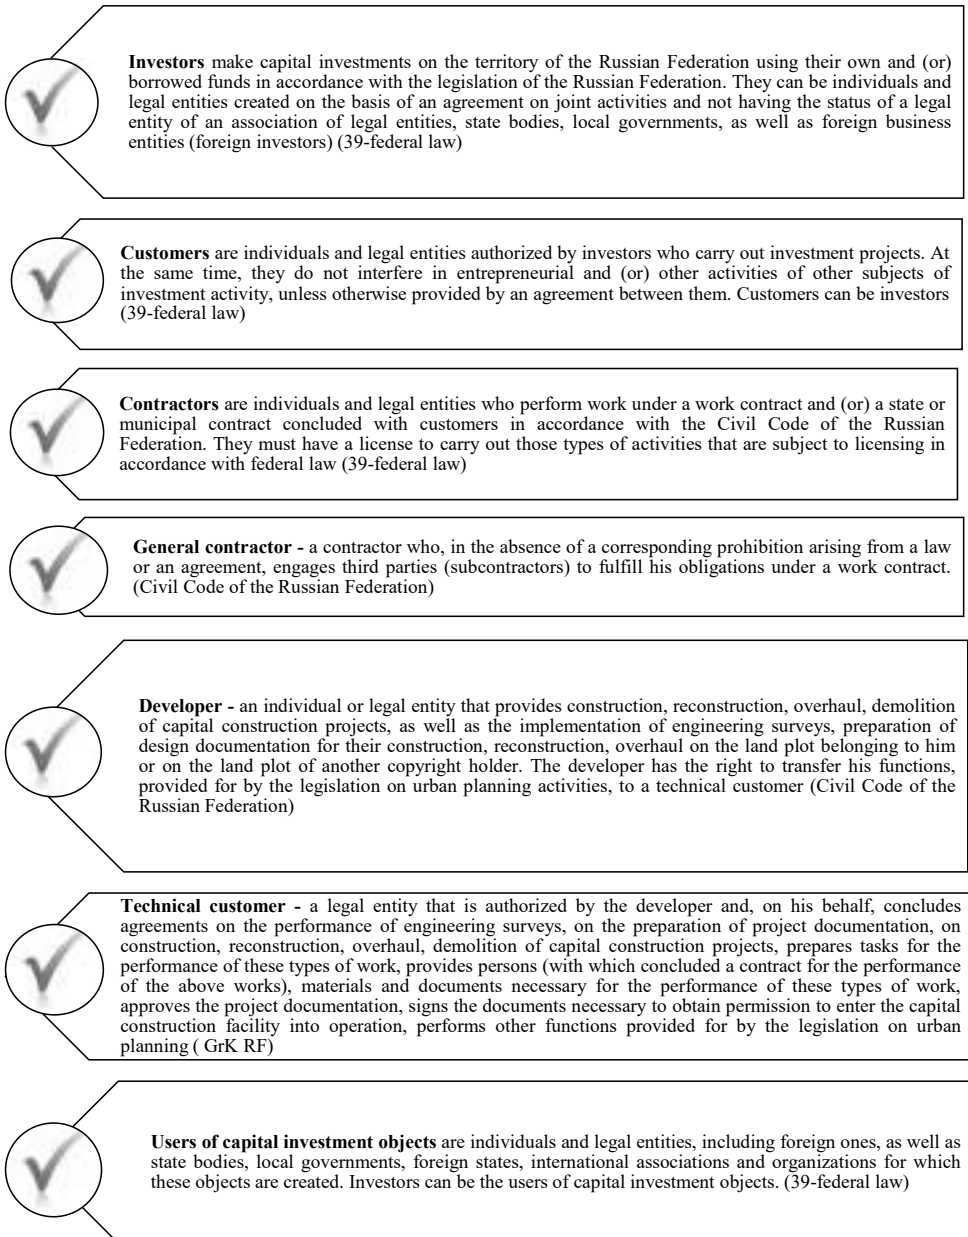 Investors make capital investments on the territory of the Russian Federation using their own and (or)
borrowed funds in accordance with the legislation of the Russian Federation. They can be individuals and
legal entities created on the basis of an agreement on joint activities and not having the status of a legal
entity of an association of legal entities, state bodies, local governments, as well as foreign business
entities (foreign investors) (39-federal law)
Customers are individuals and legal entities authorized by investors who carry out investment projects. At
the same time, they do not interfere in entrepreneurial and (or) other activities of other subjects of
investment activity, unless otherwise provided by an agreement between them. Customers can be investors
(39-federal law)
Contractors are individuals and legal entities who perform work under a work contract and (or) a state or
municipal contract concluded with customers in accordance with the Civil Code of the Russian
Federation. They must have a license to carry out those types of activities that are subject to licensing in
accordance with federal law (39-federal law)
General contractor - a contractor who, in the absence of a corresponding prohibition arising from a law
or an agreement, engages third parties (subcontractors) to fulfill his obligations under a work contract.
(Civil Code of the Russian Federation)
Developer - an individual or legal entity that provides construction, reconstruction, overhaul, demolition
of capital construction projects, as well as the implementation of engineering surveys, preparation of
design documentation for their construction, reconstruction, overhaul on the land plot belonging to him
or on the land plot of another copyright holder. The developer has the right to transfer his functions,
provided for by the legislation on urban planning activities, to a technical customer (Civil Code of the
Russian Federation)
Technical customer - a legal entity that is authorized by the developer and, on his behalf, concludes
agreements on the performance of engineering surveys, on the preparation of project documentation, on
construction, reconstruction, overhaul, demolition of capital construction projects, prepares tasks for the
performance of these types of work, provides persons (with which concluded a contract for the performance
of the above works), materials and documents necessary for the performance of these types of work,
approves the project documentation, signs the documents necessary to obtain permission to enter the capital
construction facility into operation, performs other functions provided for by the legislation on urban
planning ( GrK RF)
Users of capital investment objects are individuals and legal entities, including foreign ones, as well as
state bodies, local governments, foreign states, international associations and organizations for which
these objects are created. Investors can be the users of capital investment objects. (39-federal law)